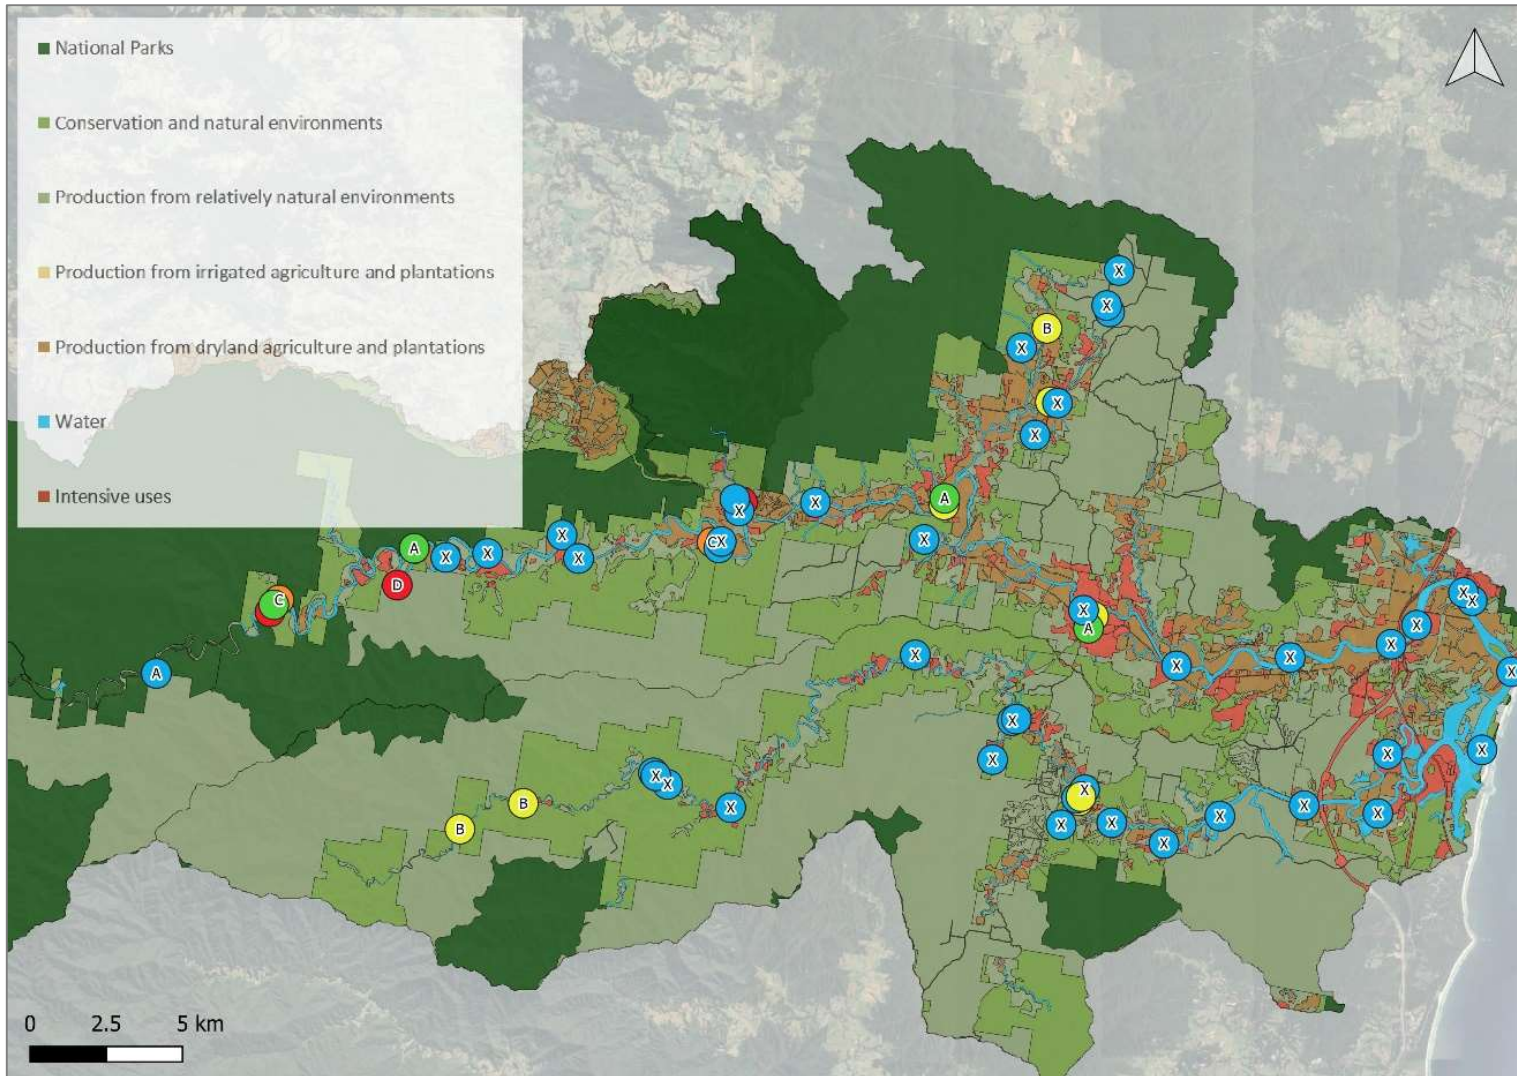 National Parks
Conservation and natural environments
Production from relatively natural environments
Production from irrigated agriculture and plantations
Production from dryland agriculture and plantations
Water
Intensive uses
X
X
B
X
X
X
A
X
X
X
C X
X
X
X
X
A
D
X
C
A
X
A
X
X
X
X
X
X
X
X
X
X
X
X
X
B
B
X
X
X
X
X
X
X
X
X
X
0 2.5 5 km